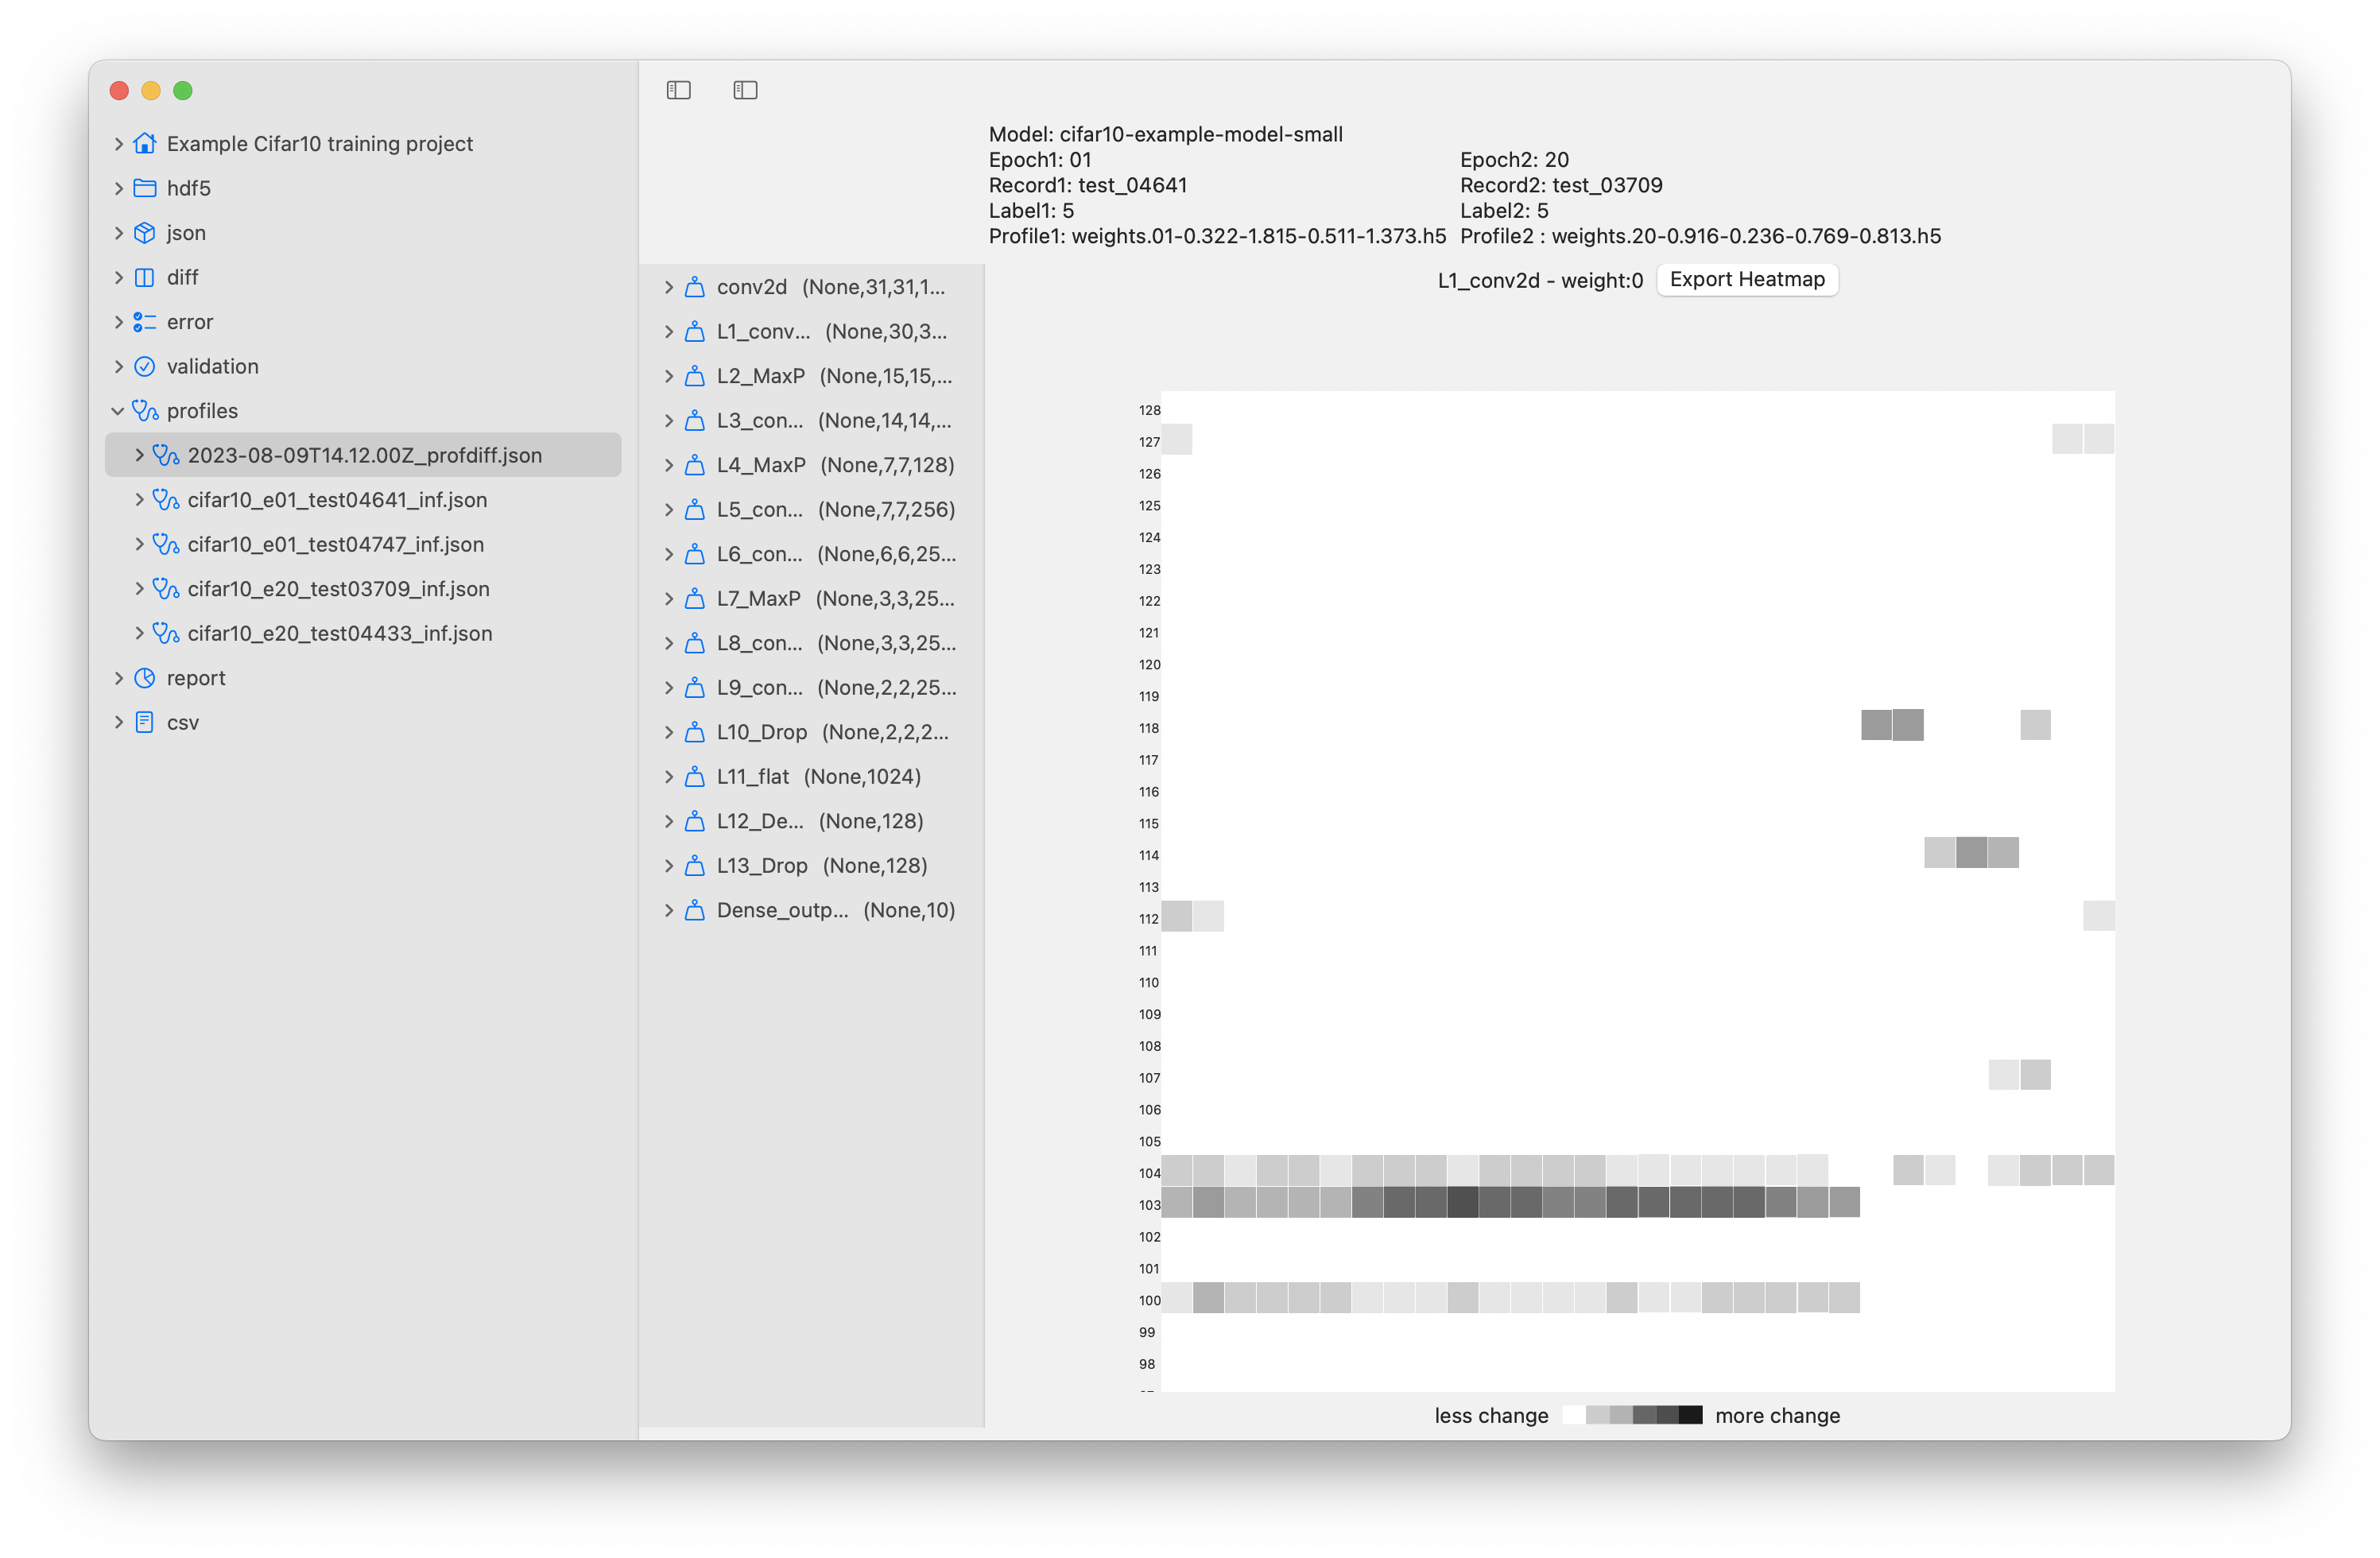 Example Cifar10 training project
hdf5
json
diff
error
validation
profiles
2023-08-09T14.12.00Z_profdiff.json
cifar10_e01_test04641_inf.json
cifar10_e01_test04747_inf.json
cifar10_e20_test03709_inf.json
cifar10_e20_test04433_inf.json
report
csv
Model: cifar10-example-model-small
Epoch1: 01 Epoch2: 20
Record1: test_04641 Record2: test_03709
Label1: 5 Label2: 5
Profile1: weights.01-0.322-1.815-0.511-1.373.h5 Profile2 : weights.20-0.916-0.236-0.769-0.813.h5
conv2d (None,31,31,1...
L1_conv... (None,30,3...
L2_MaxP (None,15,15,...
L3_con... (None,14,14,...
L4_MaxP (None,7,7,128)
L5_con... (None,7,7,256)
L6_con... (None,6,6,25...
L7_MaxP (None,3,3,25...
L8_con... (None,3,3,25...
L9_con... (None,2,2,25...
L10_Drop (None,2,2,2...
L11_flat (None,1024)
L12_De... (None,128)
L13_Drop (None,128)
Dense_outp... (None,10)
L1_conv2d - weight:0 Export Heatmap
128
127
126
125
124
123
122
121
120
119
118
117
116
115
114
113
112
111
110
109
108
107
106
105
104
103
102
101
100
99
98
less change more change